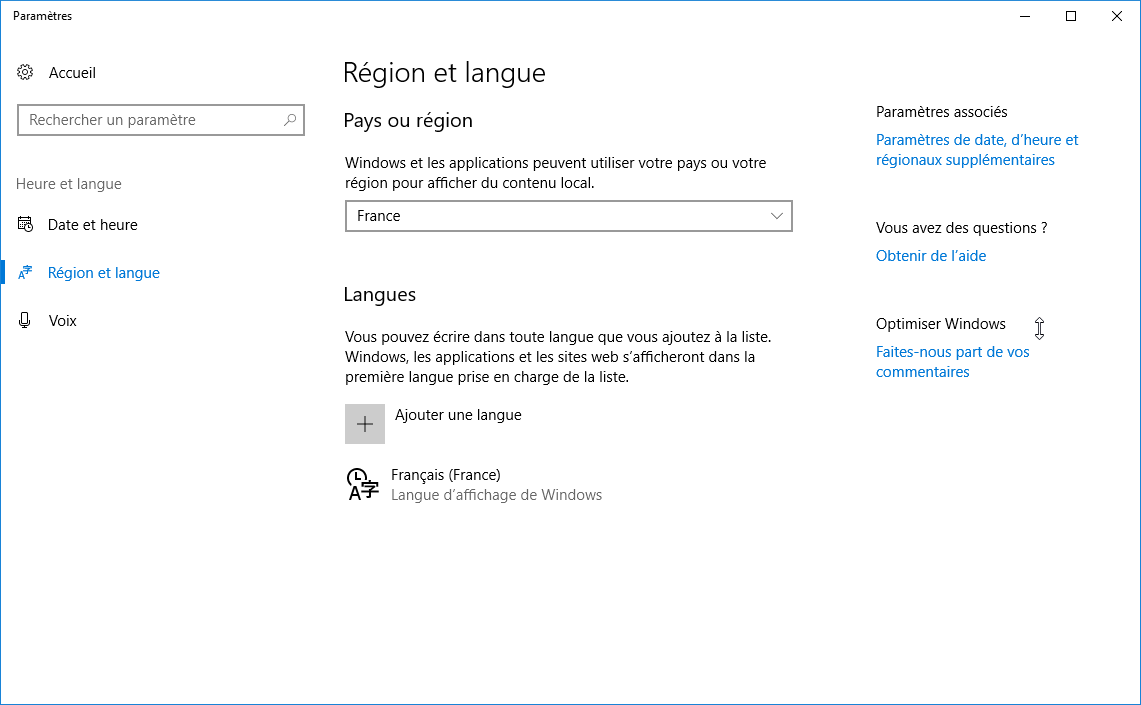 Paramètres
Accueil
Rechercher un paramètre
Heure et langue
Date et heure
Région et langue
Voix
Région et langue
Pays ou région
Windows et les applications peuvent utiliser votre pays ou votre
région pour afficher du contenu local.
France
Langues
Vous pouvez écrire dans toute langue que vous ajoutez à la liste.
Windows, les applications et les sites web s’afficheront dans la
première langue prise en charge de la liste.
Ajouter une langue
Français (France)
Langue d’affichage de Windows
Paramètres associés
Paramètres de date, d’heure et
régionaux supplémentaires
Vous avez des questions ?
Obtenir de l’aide
Optimiser Windows
Faites-nous part de vos
commentaires